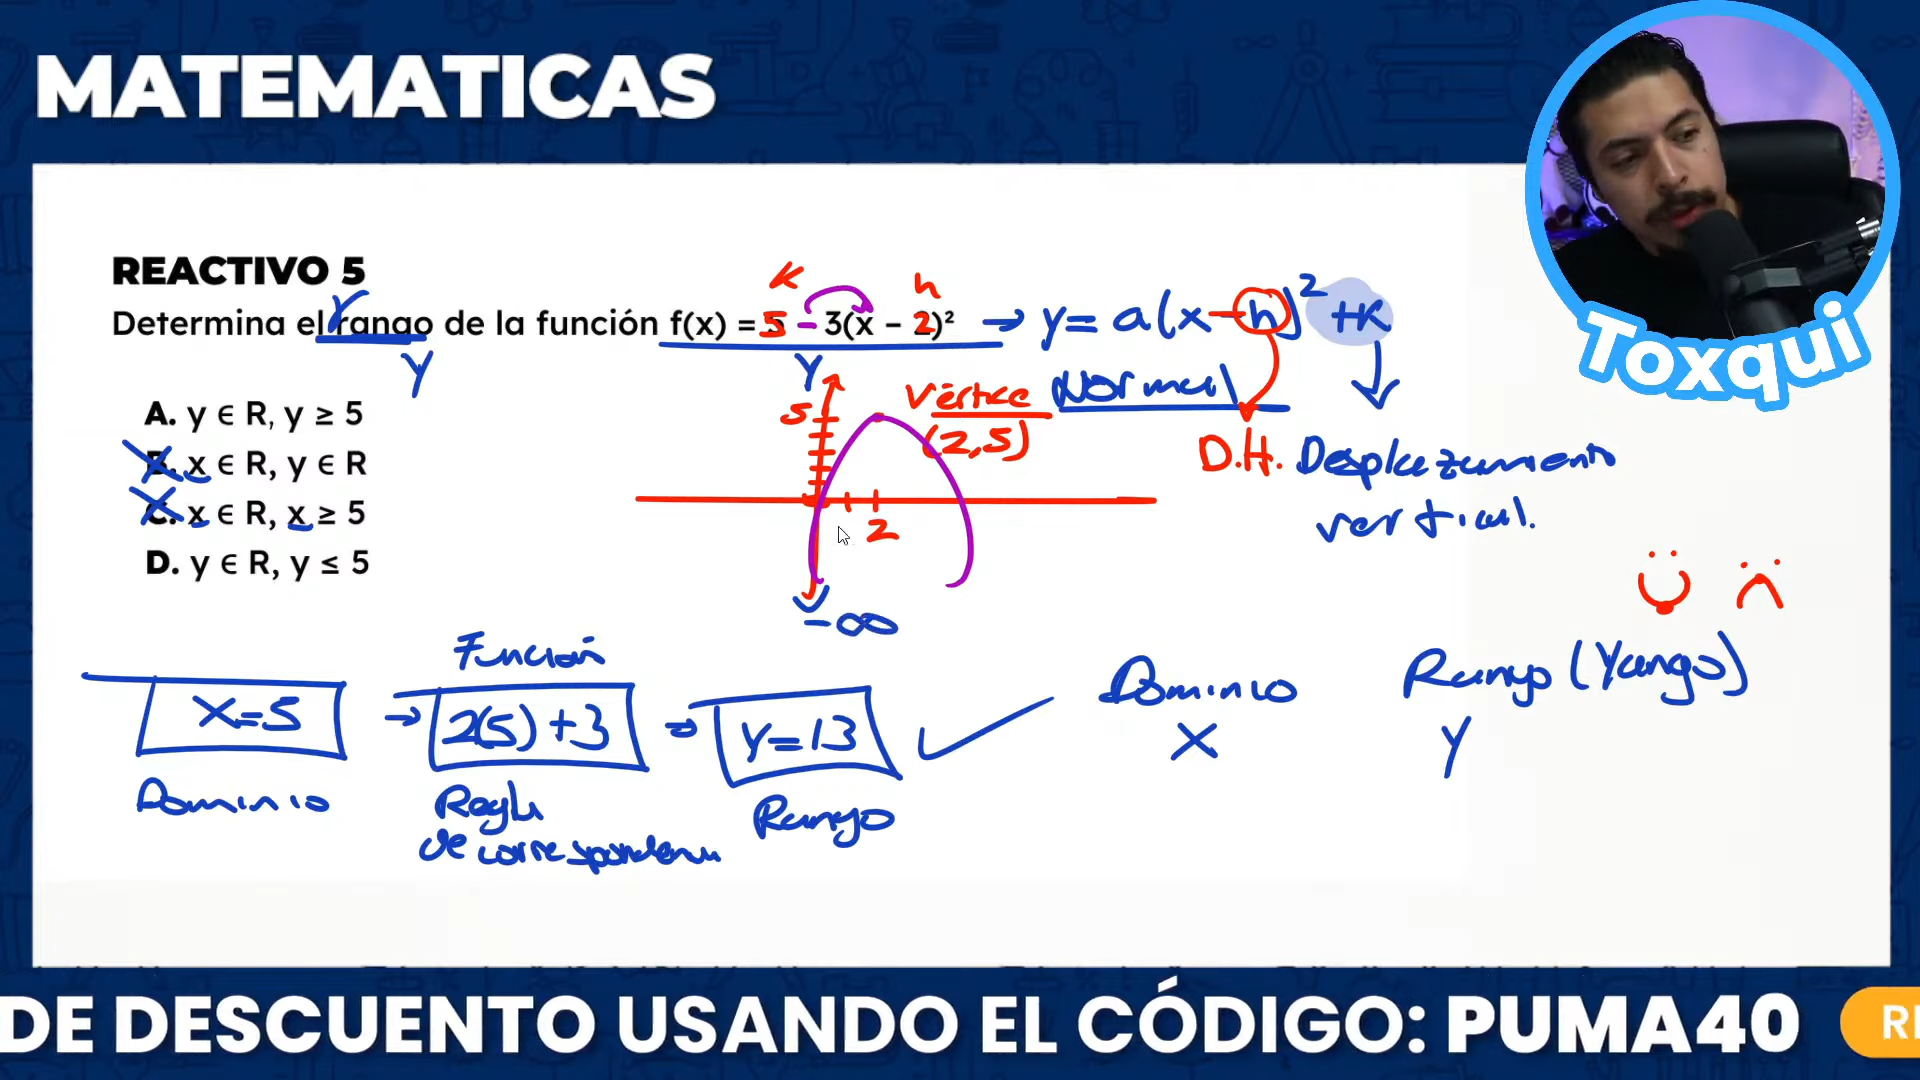 MATEMATICAS
REACTIVO 5
K h
Determina el rango de la función f(x) = 5 - 3(x - 2)² → y = a(x - h)² + K
Y
Y
A. y ∈ R, y ≥ 5
B. x ∈ R, y ∈ R
C. x ∈ R, x ≥ 5
D. y ∈ R, y ≤ 5
Y
5
Vértice
(2,5)
2
-∞
Normal
D.H. Desplazamiento
vertical.
Toxqui
Función
X=5 → 2(5)+3 → Y=13
Dominio
Regla
de correspondencia
Rango
Dominio
X
Rango (Yango)
Y
DE DESCUENTO USANDO EL CÓDIGO: PUMA40